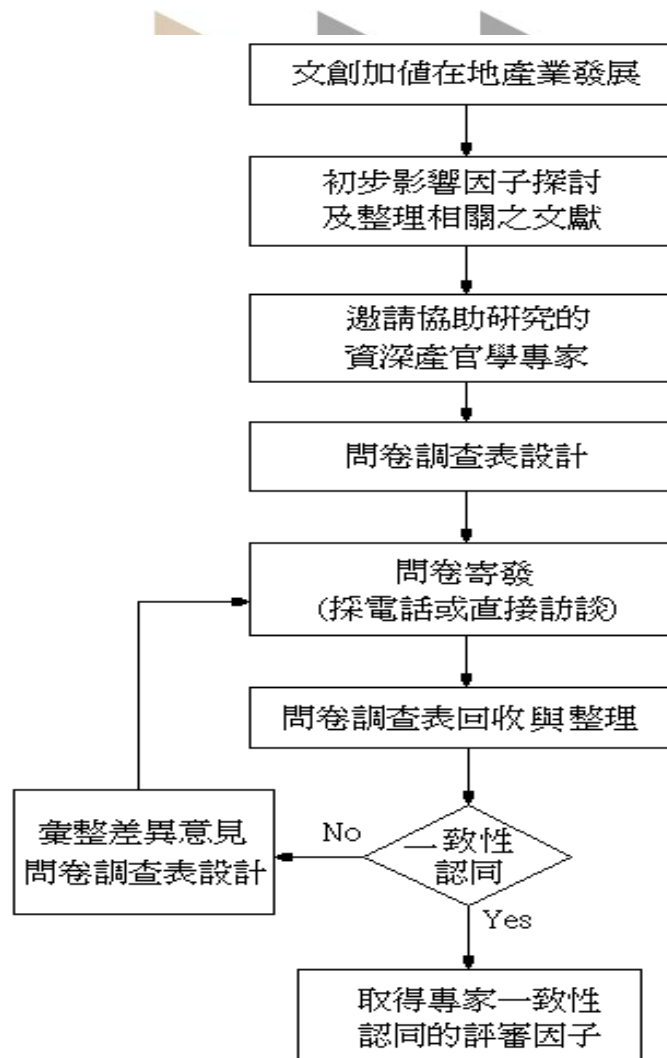 文創加值在地產業發展
初步影響因子探討
及整理相關之文獻
邀請協助研究的
資深產官學專家
問卷調查表設計
問卷寄發
(採電話或直接訪談)
問卷調查表回收與整理
一致性
認同
No
彙整差異意見
問卷調查表設計
Yes
取得專家一致性
認同的評審因子